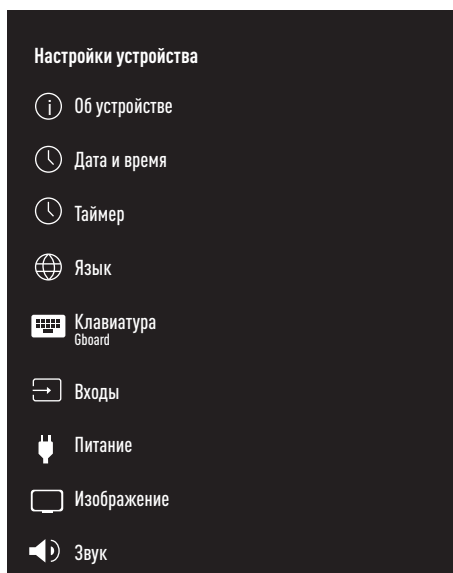 Настройки устройства
Об устройстве
Дата и время
Таймер
Язык
Клавиатура
Gboard
Входы
Питание
Изображение
Звук